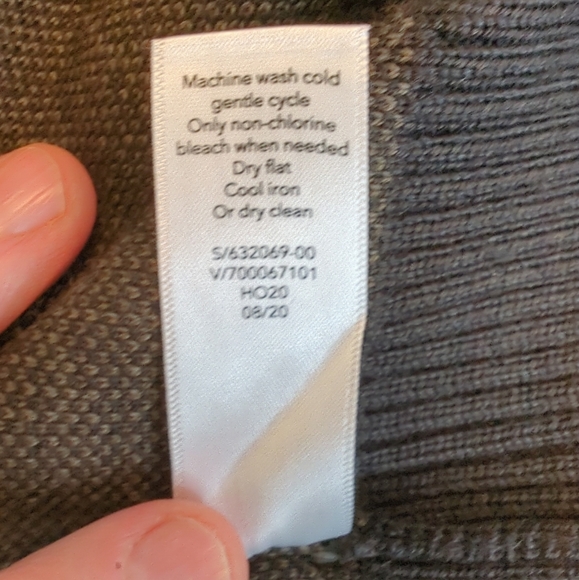 Machine wash cold
gentle cycle
Only non-chlorine
bleach when needed
Dry flat
Cool iron
Or dry clean
S/632069-00
V/700067101
HO20
08/20